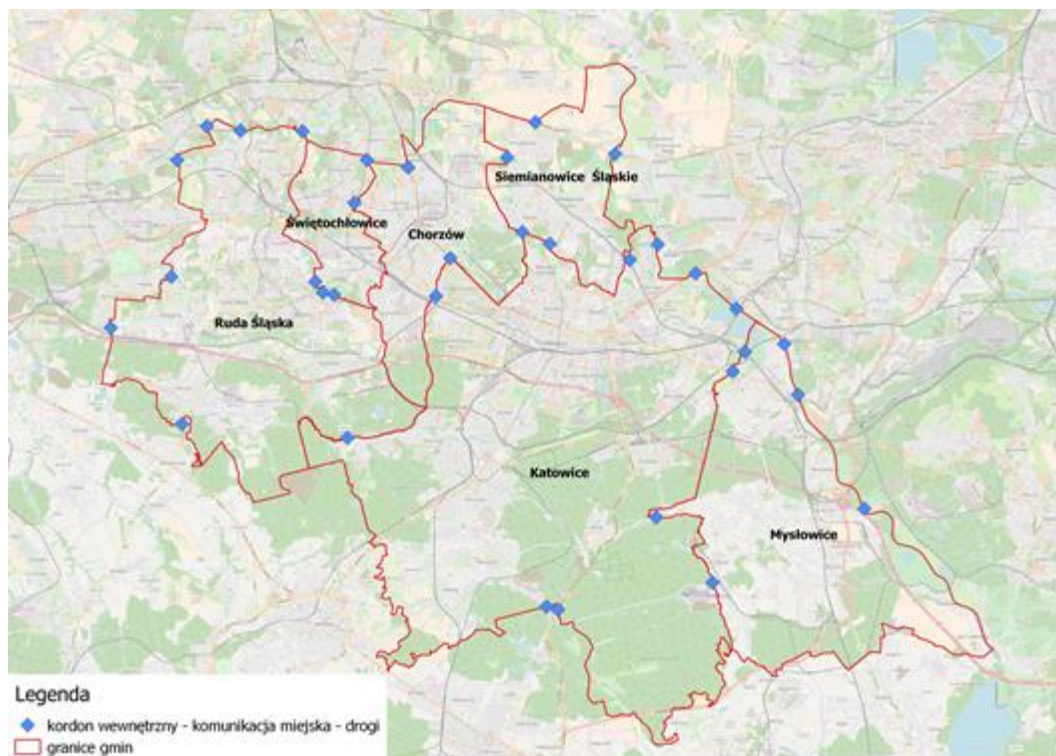 Siemianowice Śląskie
Świętochłowice
Chorzów
Ruda Śląska
Katowice
Mysłowice
Legenda
kordon wewnętrzny - komunikacja miejska - drogi
granice gmin